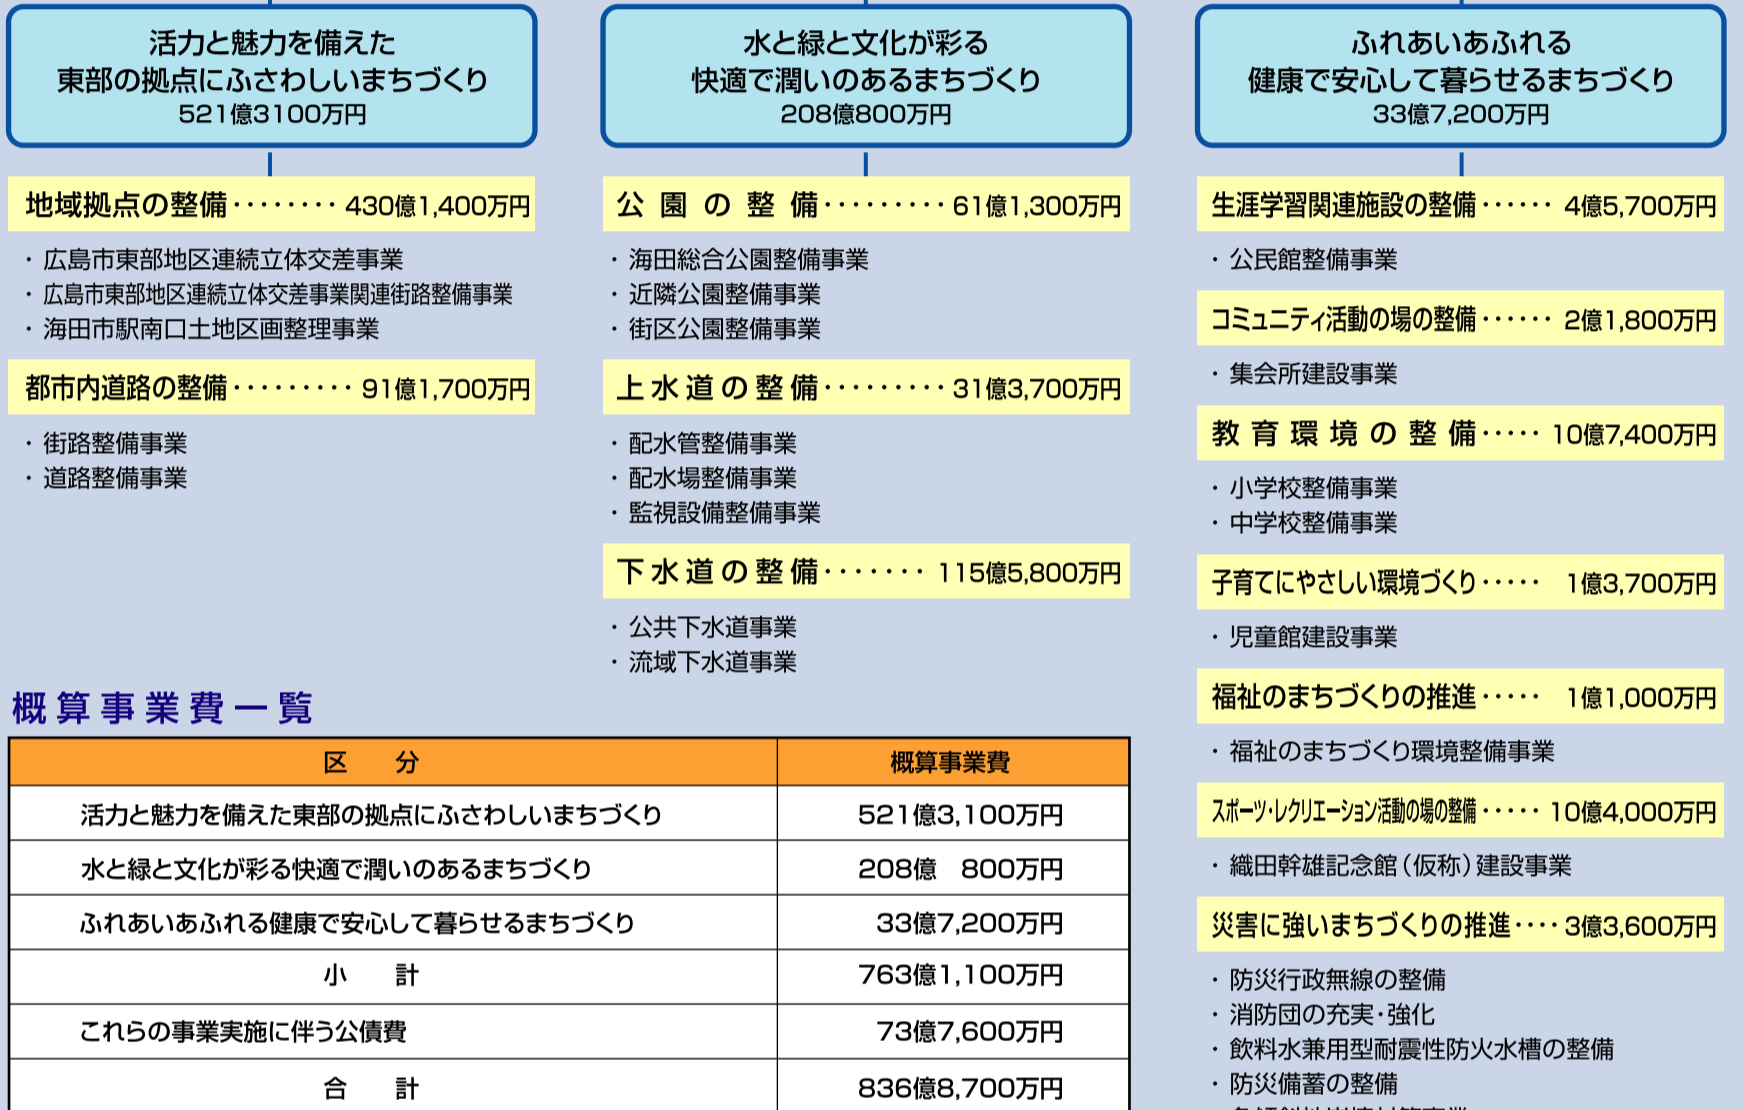 活力と魅力を備えた
東部の拠点にふさわしいまちづくり
521億3100万円
地域拠点の整備‥‥‥‥430億1,400万円
・広島市東部地区連続立体交差事業
・広島市東部地区連続立体交差事業関連街路整備事業
・海田市駅南口土地区画整理事業
都市内道路の整備‥‥‥‥・91億1,700万円
・街路整備事業
・道路整備事業
水と緑と文化が彩る
快適で潤いのあるまちづくり
208億800万円
公園の整備‥‥‥‥・61億1,300万円
・海田総合公園整備事業
・近隣公園整備事業
・街区公園整備事業
上水道の整備‥‥‥‥・31億3,700万円
・配水管整備事業
・配水場整備事業
・監視設備整備事業
下水道の整備‥‥‥・115億5,800万円
・公共下水道事業
・流域下水道事業
ふれあいあふれる
健康で安心して暮らせるまちづくり
33億7,200万円
生涯学習関連施設の整備‥‥‥4億5,700万円
・公民館整備事業
コミュニティ活動の場の整備‥‥‥2億1,800万円
・集会所建設事業
教育環境の整備‥‥・10億7,400万円
・小学校整備事業
・中学校整備事業
子育てにやさしい環境づくり‥‥・1億3,700万円
・児童館建設事業
福祉のまちづくりの推進‥‥・1億1,000万円
・福祉のまちづくり環境整備事業
スポーツ・レクリエーション活動の場の整備‥‥・10億4,000万円
・織田幹雄記念館（仮称）建設事業
災害に強いまちづくりの推進‥‥3億3,600万円
・防災行政無線の整備
・消防団の充実・強化
・飲料水兼用型耐震性防火水槽の整備
・防災備蓄の整備
概算事業費一覧
区　分　概算事業費
活力と魅力を備えた東部の拠点にふさわしいまちづくり　521億3,100万円
水と緑と文化が彩る快適で潤いのあるまちづくり　208億　800万円
ふれあいあふれる健康で安心して暮らせるまちづくり　33億7,200万円
小　計　763億1,100万円
これらの事業実施に伴う公債費　73億7,600万円
合　計　836億8,700万円